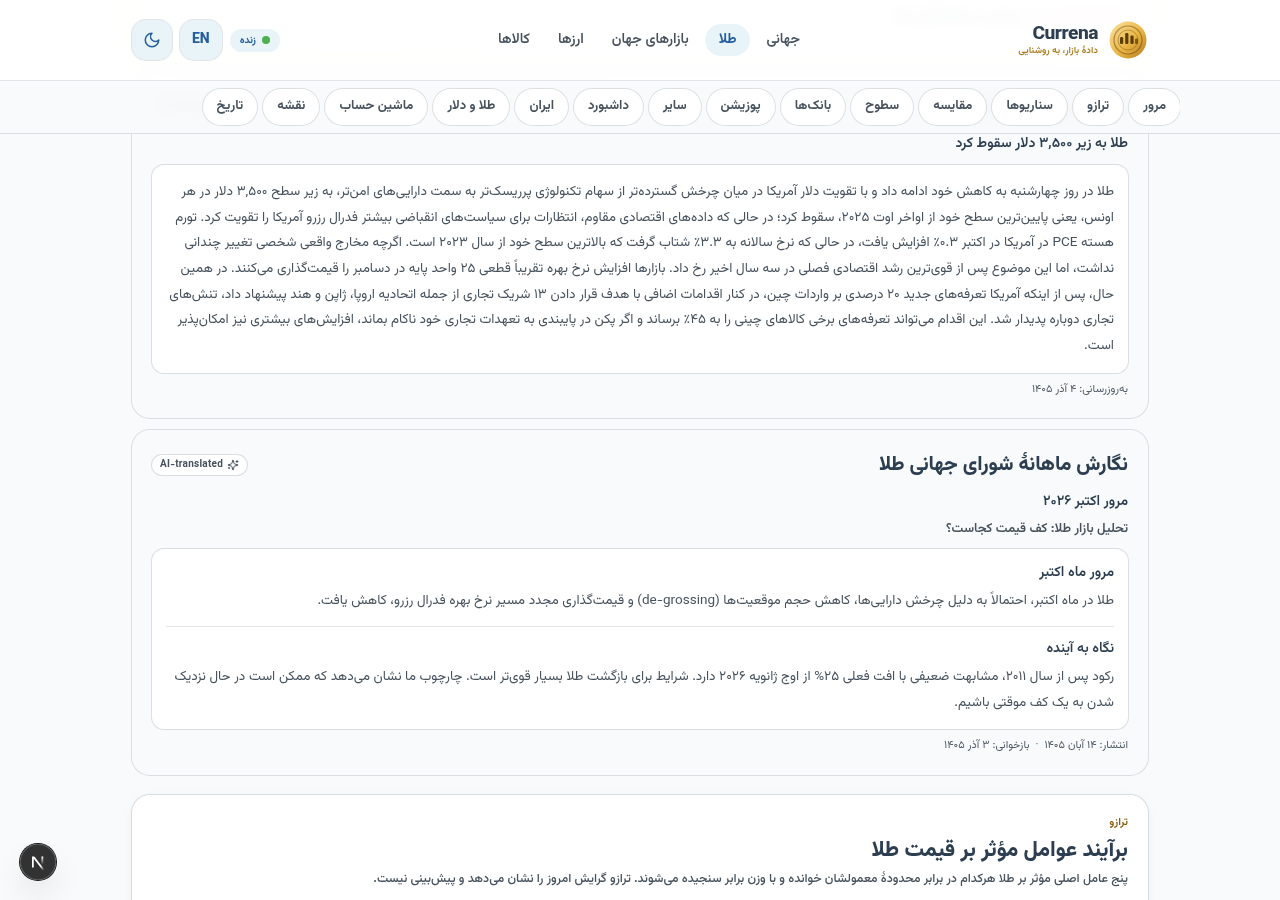 Currena
دادهٔ بازار، به روشنایی
جهانی
طلا
بازارهای جهان
ارزها
کالاها
زنده
EN
مرور
ترازو
سناریوها
مقایسه
سطوح
بانک‌ها
پوزیشن
سایر
داشبورد
ایران
طلا و دلار
ماشین حساب
نقشه
تاریخ
طلا به زیر ۳٬۵۰۰ دلار سقوط کرد
طلا در روز چهارشنبه به کاهش خود ادامه داد و با تقویت دلار آمریکا در میان چرخش گسترده‌تر از سهام تکنولوژی پرریسک‌تر به سمت دارایی‌های امن‌تر، به زیر سطح ۳٬۵۰۰ دلار در هر
اونس، یعنی پایین‌ترین سطح خود از اواخر اوت ۲۰۲۵، سقوط کرد؛ در حالی که داده‌های اقتصادی مقاوم، انتظارات برای سیاست‌های انقباضی بیشتر فدرال رزرو آمریکا را تقویت کرد. تورم
هسته PCE در آمریکا در اکتبر ۰.۳٪ افزایش یافت، در حالی که نرخ سالانه به ۳.۳٪ شتاب گرفت که بالاترین سطح خود از سال ۲۰۲۳ است. اگرچه مخارج واقعی شخصی تغییر چندانی
نداشت، اما این موضوع پس از قوی‌ترین رشد اقتصادی فصلی در سه سال اخیر رخ داد. بازارها افزایش نرخ بهره تقریباً قطعی ۲۵ واحد پایه در دسامبر را قیمت‌گذاری می‌کنند. در همین
حال، پس از اینکه آمریکا تعرفه‌های جدید ۲۰ درصدی بر واردات چین، در کنار اقدامات اضافی با هدف قرار دادن ۱۳ شریک تجاری از جمله اتحادیه اروپا، ژاپن و هند پیشنهاد داد، تنش‌های
تجاری دوباره پدیدار شد. این اقدام می‌تواند تعرفه‌های برخی کالاهای چینی را به ۴۵٪ برساند و اگر پکن در پایبندی به تعهدات تجاری خود ناکام بماند، افزایش‌های بیشتری نیز امکان‌پذیر
است.
به‌روزرسانی: ۴ آذر ۱۴۰۵
نگارش ماهانهٔ شورای جهانی طلا
AI-translated
مرور اکتبر ۲۰۲۶
تحلیل بازار طلا: کف قیمت کجاست؟
مرور ماه اکتبر
طلا در ماه اکتبر، احتمالاً به دلیل چرخش دارایی‌ها، کاهش حجم موقعیت‌ها (de-grossing) و قیمت‌گذاری مجدد مسیر نرخ بهره فدرال رزرو، کاهش یافت.
نگاه به آینده
رکود پس از سال ۲۰۱۱، مشابهت ضعیفی با افت فعلی ۲۵% از اوج ژانویه ۲۰۲۶ دارد. شرایط برای بازگشت طلا بسیار قوی‌تر است. چارچوب ما نشان می‌دهد که ممکن است در حال نزدیک
شدن به یک کف موقتی باشیم.
انتشار: ۱۴ آبان ۱۴۰۵ · بازخوانی: ۳ آذر ۱۴۰۵
ترازو
برآیند عوامل مؤثر بر قیمت طلا
پنج عامل اصلی مؤثر بر طلا هرکدام در برابر محدودهٔ معمولشان خوانده و با وزن برابر سنجیده می‌شوند. ترازو گرایش امروز را نشان می‌دهد و پیش‌بینی نیست.
N